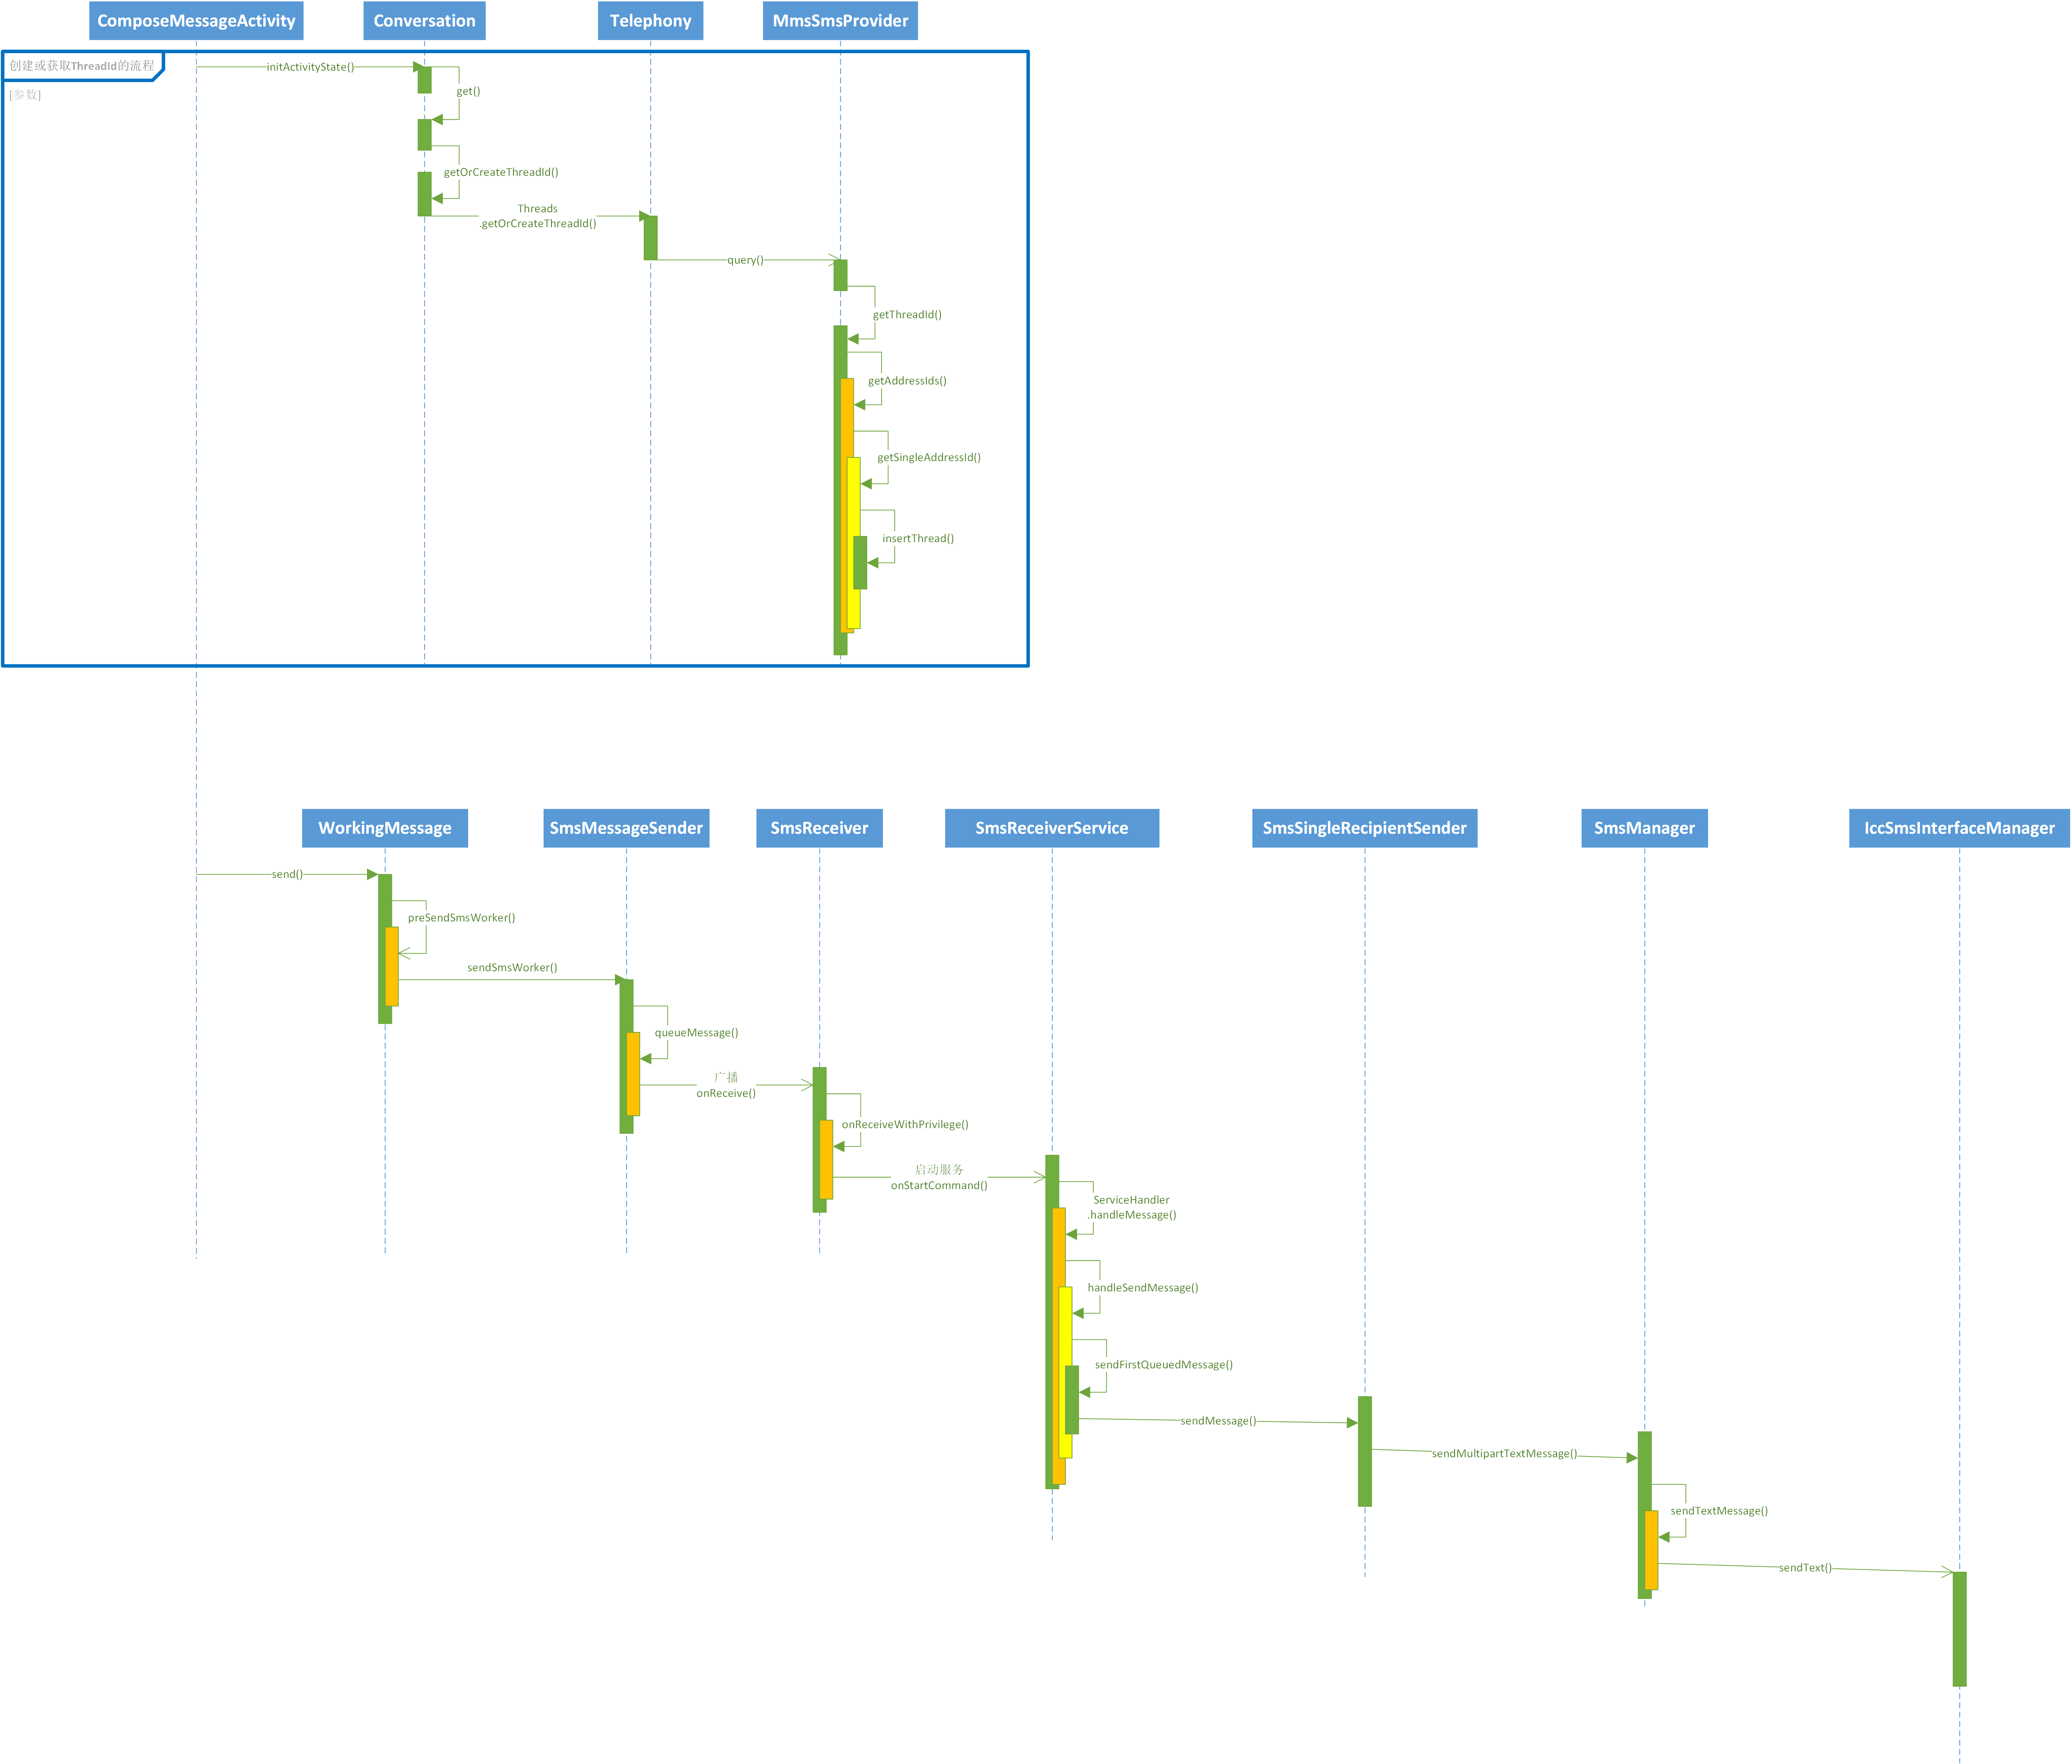 ComposeMessageActivity
Conversation
Telephony
MmsSmsProvider
创建或获取ThreadId的流程
[参数]
initActivityState()
get()
getOrCreateThreadId()
Threads
.getOrCreateThreadId()
query()
getThreadId()
getAddressIds()
getSingleAddressId()
insertThread()
WorkingMessage
SmsMessageSender
SmsReceiver
SmsReceiverService
SmsSingleRecipientSender
SmsManager
IccSmsInterfaceManager
send()
preSendSmsWorker()
sendSmsWorker()
queueMessage()
广播
onReceive()
onReceiveWithPrivilege()
启动服务
onStartCommand()
ServiceHandler
.handleMessage()
handleSendMessage()
sendFirstQueuedMessage()
sendMessage()
sendMultipartTextMessage()
sendTextMessage()
sendText()